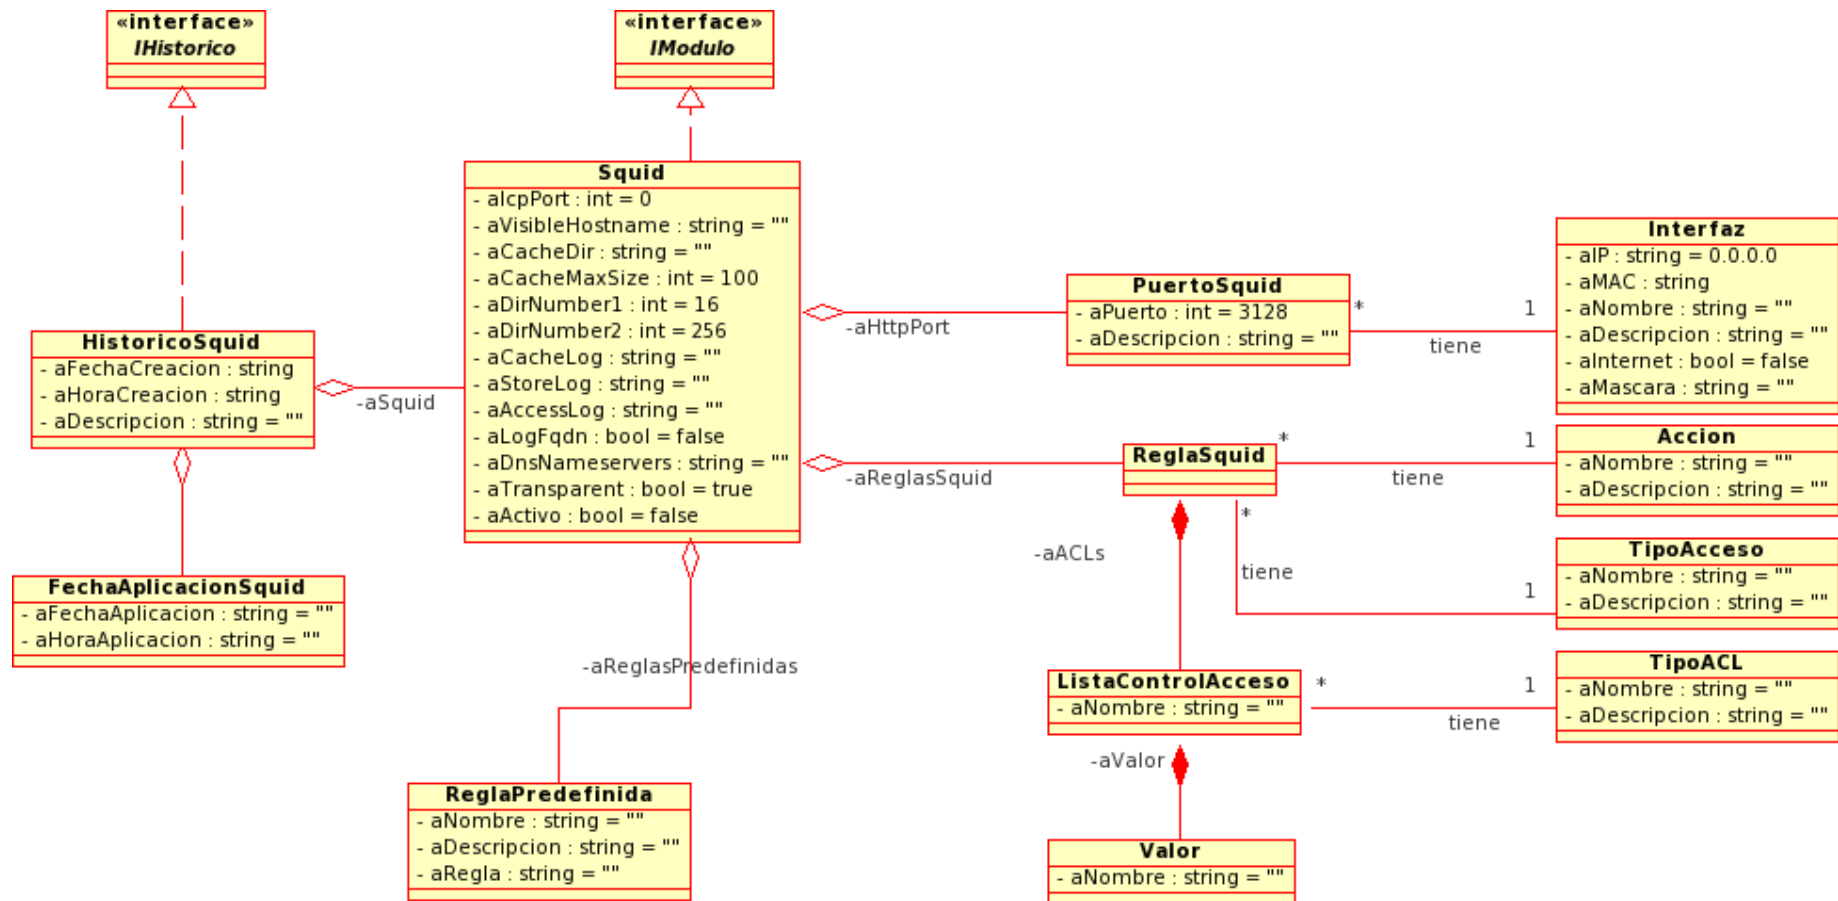 «interface»
IHistorico
«interface»
IModulo
Squid
- aIcpPort : int = 0
- aVisibleHostname : string = ""
- aCacheDir : string = ""
- aCacheMaxSize : int = 100
- aDirNumber1 : int = 16
- aDirNumber2 : int = 256
- aCacheLog : string = ""
- aStoreLog : string = ""
- aAccessLog : string = ""
- aLogFqdn : bool = false
- aDnsNameservers : string = ""
- aTransparent : bool = true
- aActivo : bool = false
HistoricoSquid
- aFechaCreacion : string
- aHoraCreacion : string
- aDescripcion : string = ""
-aSquid
FechaAplicacionSquid
- aFechaAplicacion : string = ""
- aHoraAplicacion : string = ""
-aReglasPredefinidas
ReglaPredefinida
- aNombre : string = ""
- aDescripcion : string = ""
- aRegla : string = ""
-aHttpPort
PuertoSquid
- aPuerto : int = 3128
- aDescripcion : string = ""
*
1
tiene
Interfaz
- aIP : string = 0.0.0.0
- aMAC : string
- aNombre : string = ""
- aDescripcion : string = ""
- aInternet : bool = false
- aMascara : string = ""
-aReglasSquid
ReglaSquid
*
1
tiene
Accion
- aNombre : string = ""
- aDescripcion : string = ""
*
tiene
1
TipoAcceso
- aNombre : string = ""
- aDescripcion : string = ""
-aACLs
ListaControlAcceso
- aNombre : string = ""
*
1
tiene
TipoACL
- aNombre : string = ""
- aDescripcion : string = ""
-aValor
Valor
- aNombre : string = ""